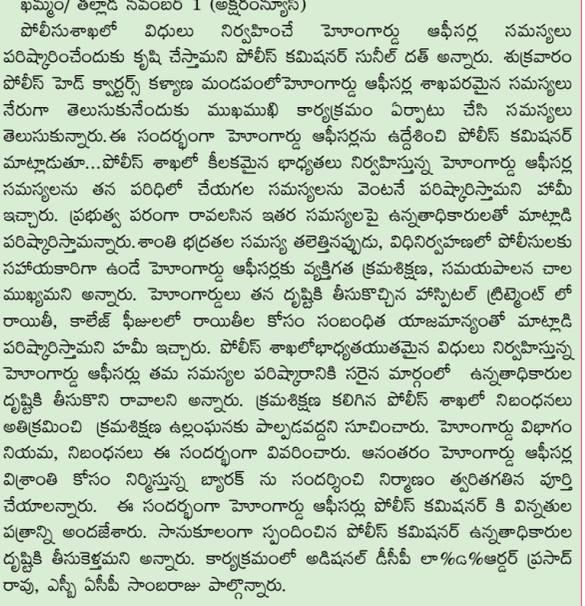 ఖమ్మం/ తల్లాడ నవంబర్ 1 (అక్షరంన్యూస్)
పోలీసుశాఖలో విధులు నిర్వహించే హెూంగార్డు ఆఫీసర్ల సమస్యలు
పరిష్కారించేందుకు కృషి చేస్తామని పోలీస్ కమిషనర్ సునీల్ దత్ అన్నారు. శుక్రవారం
పోలీస్ హెడ్ క్వార్టర్స్ కళ్యాణ మండపంలోహెూంగార్డు ఆఫీసర్ల శాఖపరమైన సమస్యలు
నేరుగా తెలుసుకునేందుకు ముఖముఖి కార్యక్రమం ఏర్పాటు చేసి సమస్యలు
తెలుసుకున్నారు.ఈ సందర్భంగా హెూంగార్డు ఆఫీసర్లను ఉద్దేశించి పోలీస్ కమిషనర్
మాట్లాడుతూ...పోలీస్ శాఖలో కీలకమైన భాధ్యతలు నిర్వహిస్తున్న హెూంగార్డు ఆఫీసర్ల
సమస్యలను తన పరిధిలో చేయగల సమస్యలను వెంటనే పరిష్కారిస్తామని హామీ
ఇచ్చారు. ప్రభుత్వ పరంగా రావలసిన ఇతర సమస్యలపై ఉన్నతాధికారులతో మాట్లాడి
పరిష్కారిస్తామన్నారు.శాంతి భద్రతల సమస్య తలెత్తినప్పుడు, విధినిర్వహణలో పోలీసులకు
సహాయకారిగా ఉండే హెూంగార్డు ఆఫీసర్లకు వ్యక్తిగత క్రమశిక్షణ, సమయపాలన చాల
ముఖ్యమని అన్నారు. హెూంగార్డులు తన దృష్టికి తీసుకొచ్చిన హాస్పిటల్ ట్రిట్మెంట్ లో
రాయితీ, కాలేజ్ ఫీజులలో రాయితీల కోసం సంబంధిత యాజమాన్యంతో మాట్లాడి
పరిష్కారిస్తామని హమీ ఇచ్చారు. పోలీస్ శాఖలోభాధ్యతయుతమైన విధులు నిర్వహిస్తున్న
హెూంగార్డు ఆఫీసర్లు తమ సమస్యల పరిష్కారానికి సరైన మార్గంలో ఉన్నతాధికారుల
దృష్టికి తీసుకొని రావాలని అన్నారు. క్రమశిక్షణ కలిగిన పోలీస్ శాఖలో నిబంధనలు
అతిక్రమించి క్రమశిక్షణ ఉల్లంఘనకు పాల్పడవద్దని సూచించారు. హెూంగార్డు విభాగం
నియమ, నిబంధనలు ఈ సందర్భంగా వివరించారు. ఆనంతరం హెూంగార్డు ఆఫీసర్ల
విశ్రాంతి కోసం నిర్మిస్తున్న బ్యారక్ ను సందర్శించి నిర్మాణం త్వరితగతిన పూర్తి
చేయాలన్నారు. ఈ సందర్భంగా హెూంగార్డు ఆఫీసర్లు పోలీస్ కమిషనర్ కి విన్నతుల
పత్రాన్ని అందజేశారు. సానుకూలంగా స్పందించిన పోలీస్ కమిషనర్ ఉన్నతాధికారుల
దృష్టికి తీసుకెళ్తమని అన్నారు. కార్యక్రమంలో అడిషనల్ డీసీపీ లా%డ%ఆర్డర్ ప్రసాద్
రావు, ఎస్బీ ఏసీపీ సాంబరాజు పాల్గొన్నారు.